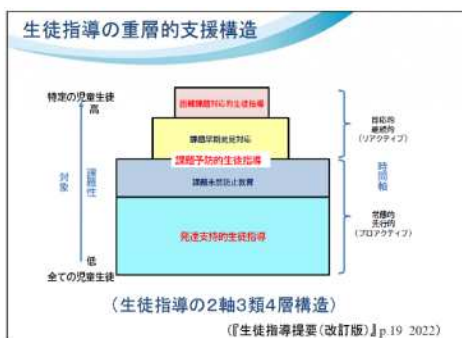 生徒指導の重層的支援構造
特定の児童生徒
高
困難課題対応的生徒指導
課題早期発見対応
課題予防的生徒指導
課題未然防止教育
発達支持的生徒指導
対象
課題性
低
全ての児童生徒
即応的
継続的
(リアクティブ)
時間軸
常態的
先行的
(プロアクティブ)
(生徒指導の2軸3類4層構造)
(『生徒指導提要(改訂版)』p.19 2022)